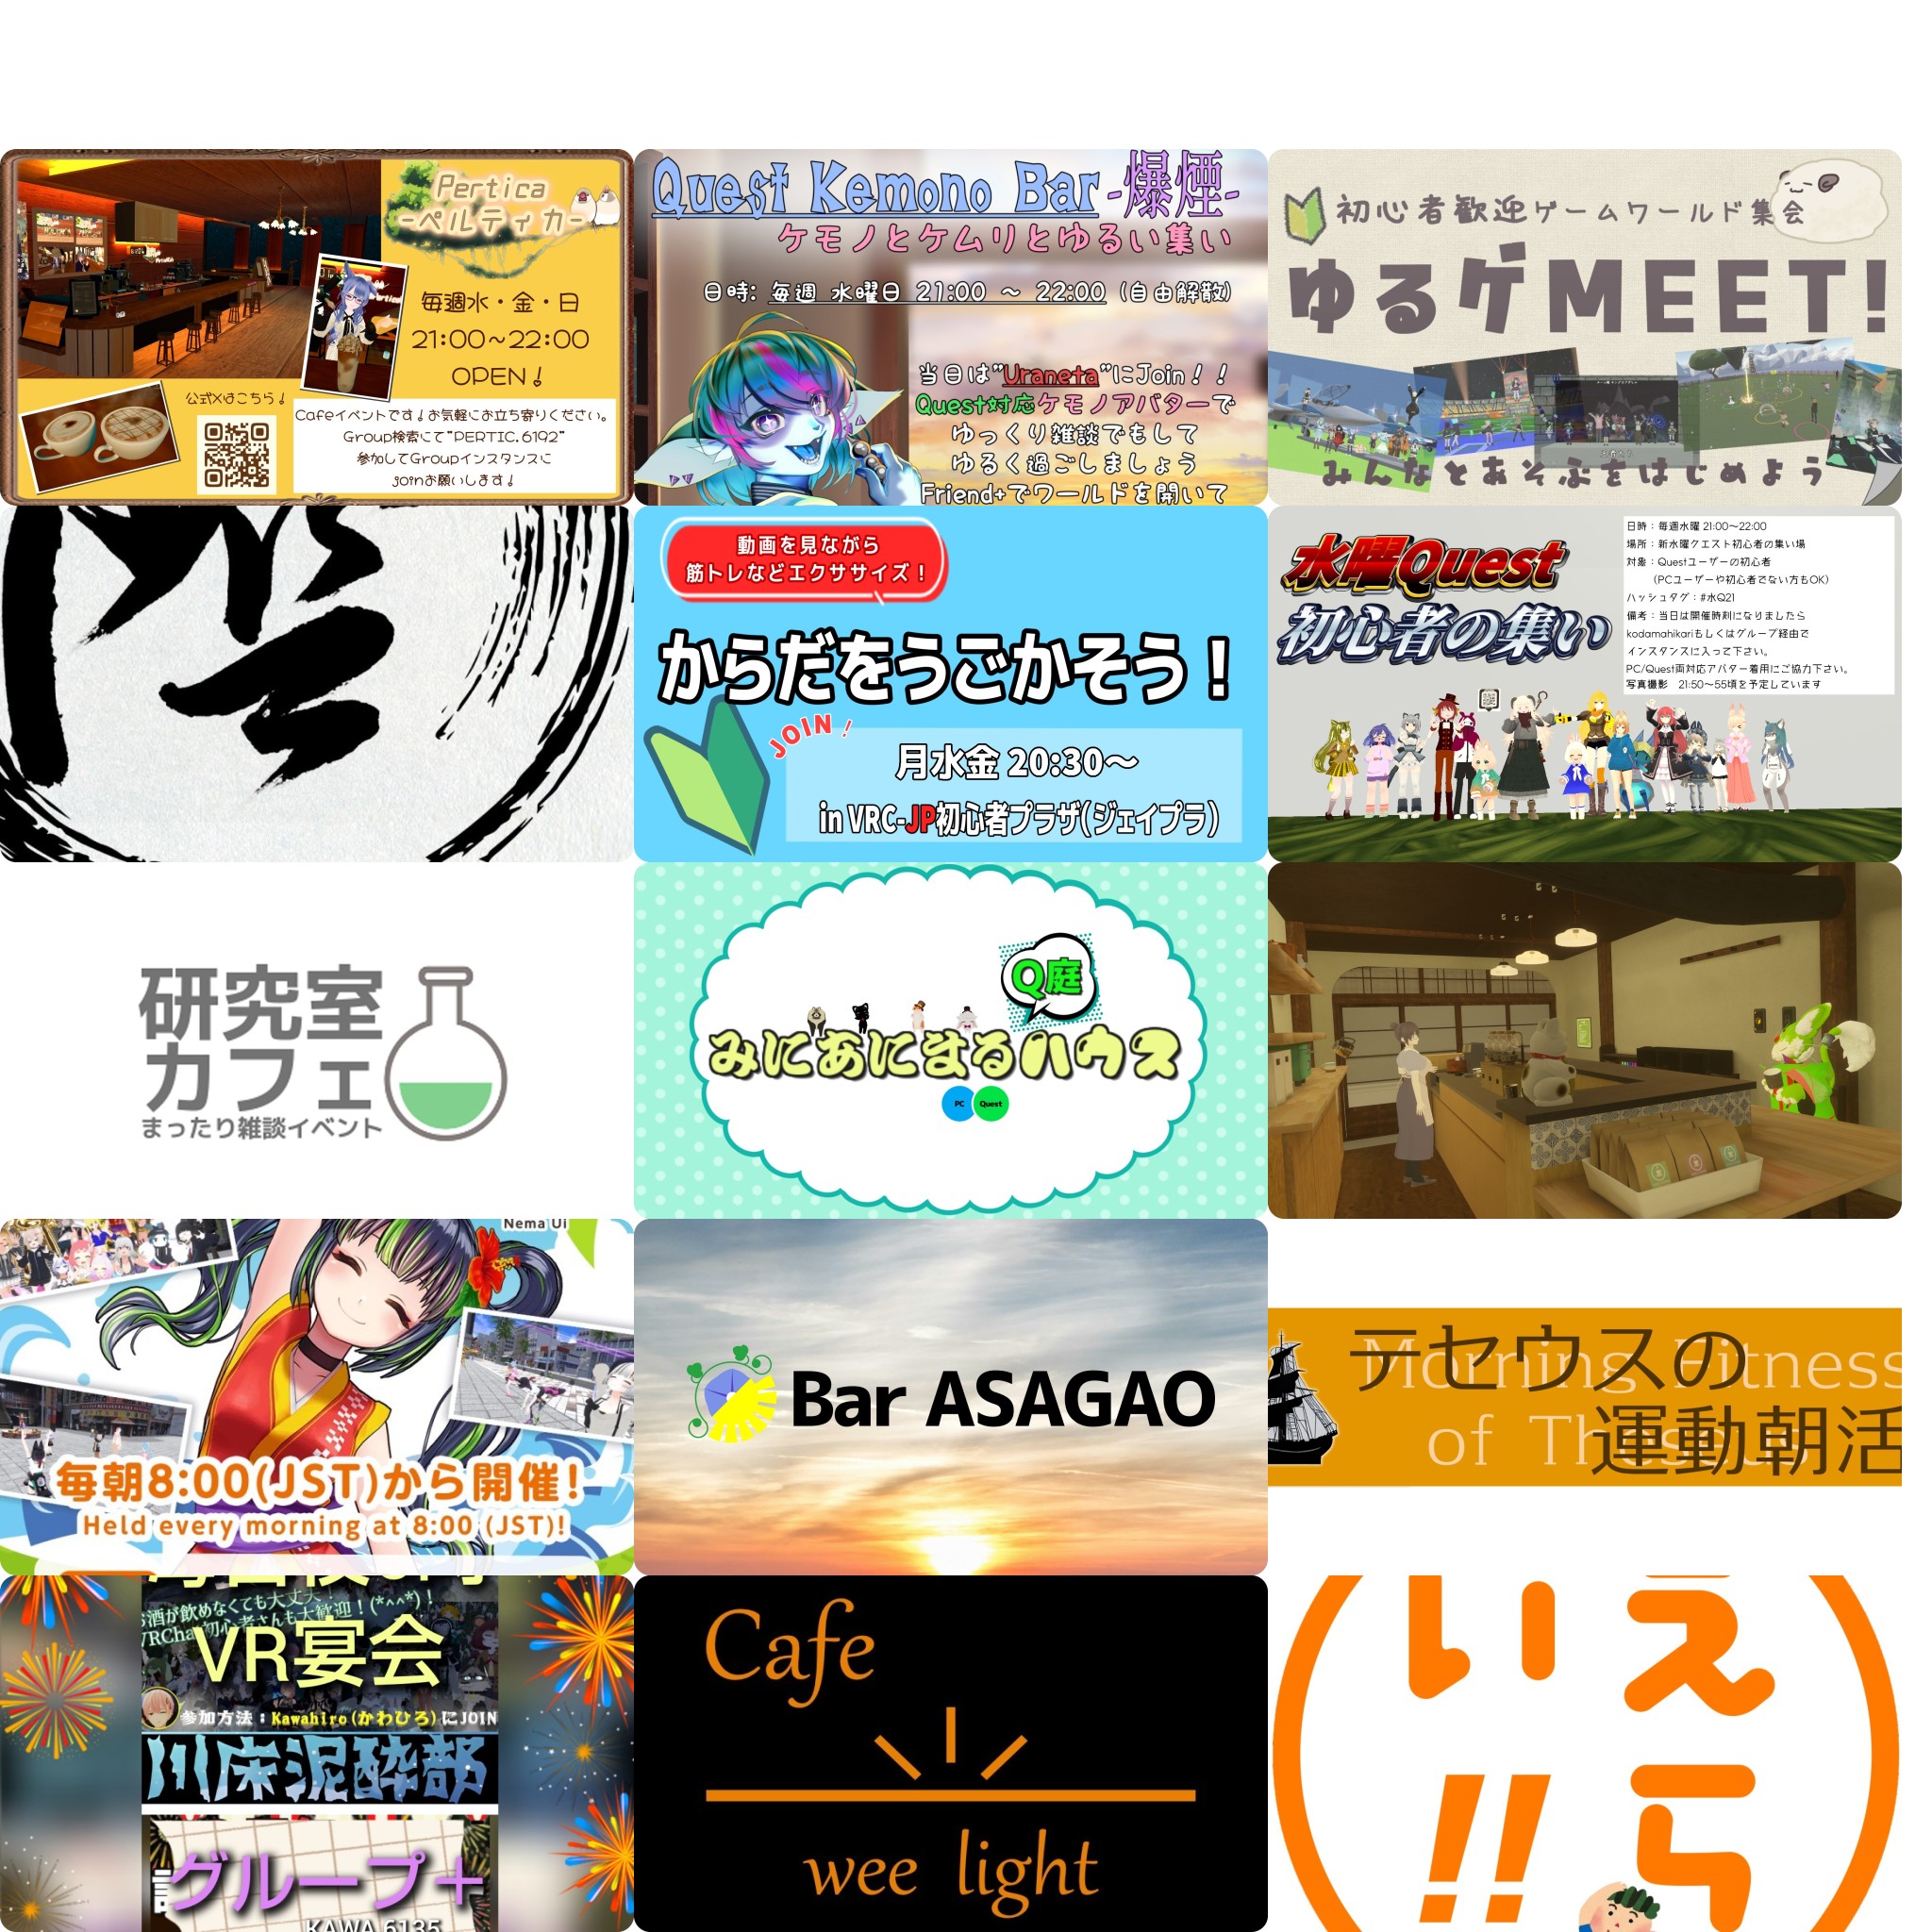 Pertica
-ペルティカ-
毎週水・金・日
21:00~22:00
OPEN!
公式Xはこちら!
Cafeイベントです!お気軽にお立ち寄りください。
Group検索にて"PERTIC.6192"
参加してGroupインスタンスに
joinお願いします!
Quest Kemono Bar-爆煙-
ケモノとケムリとゆるい集い
日時: 毎週 水曜日 21:00 ～ 22:00 (自由解散)
当日は"Uraneta"にJoin!!
Quest対応ケモノアバターで
ゆっくり雑談でもして
ゆるく過ごしましょう
Friend+でワールドを開いて
初心者歓迎ゲームワールド集会
ゆるゲMEET!
みんなとあそぶをはじめよう
動画を見ながら
筋トレなどエクササイズ!
からだをうごかそう!
JOIN!
月水金 20:30～
in VRC-JP初心者プラザ(ジェイプラ)
水曜Quest
初心者の集い
日時：毎週水曜 21:00～22:00
場所：新水曜クエスト初心者の集い場
対象：Questユーザーの初心者
(PCユーザーや初心者でない方もOK)
ハッシュタグ：#水Q21
備考：当日は開催時刻になりましたら
kodamahikariもしくはグループ経由で
インスタンスに入って下さい。
PC/Quest両対応アバター着用にご協力下さい。
写真撮影 21:50～55頃を予定しています
研究室
カフェ
まったり雑談イベント
Q庭
みにあにまるハウス
PC
Quest
Nema Ui
毎朝8:00(JST)から開催!
Held every morning at 8:00 (JST)!
Bar ASAGAO
テセウスの
Morning Fitness
運動朝活
of Theseus
お酒が飲めなくても大丈夫!
VRChat初心者さんも大歓迎!(*^^*)!
VR宴会
参加方法：Kawahiro(かわひろ)にJOIN
川床泥酔部
グループ+
KAWA.6135
Cafe
wee light
えら
い!!